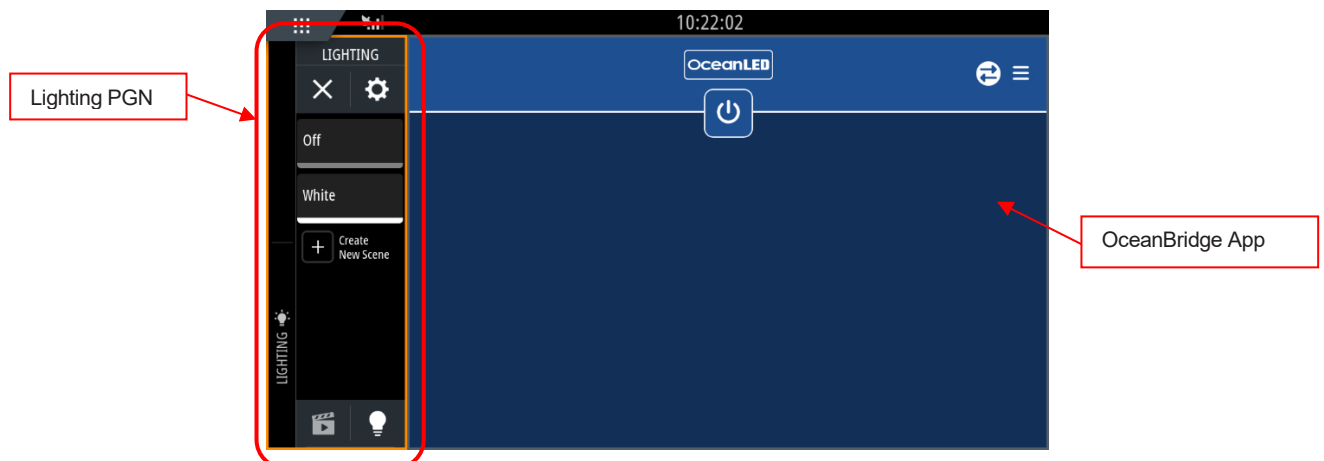 10:22:02
LIGHTING
OceanLED
Lighting PGN
Off
White
Create
New Scene
OceanBridge App
LIGHTING